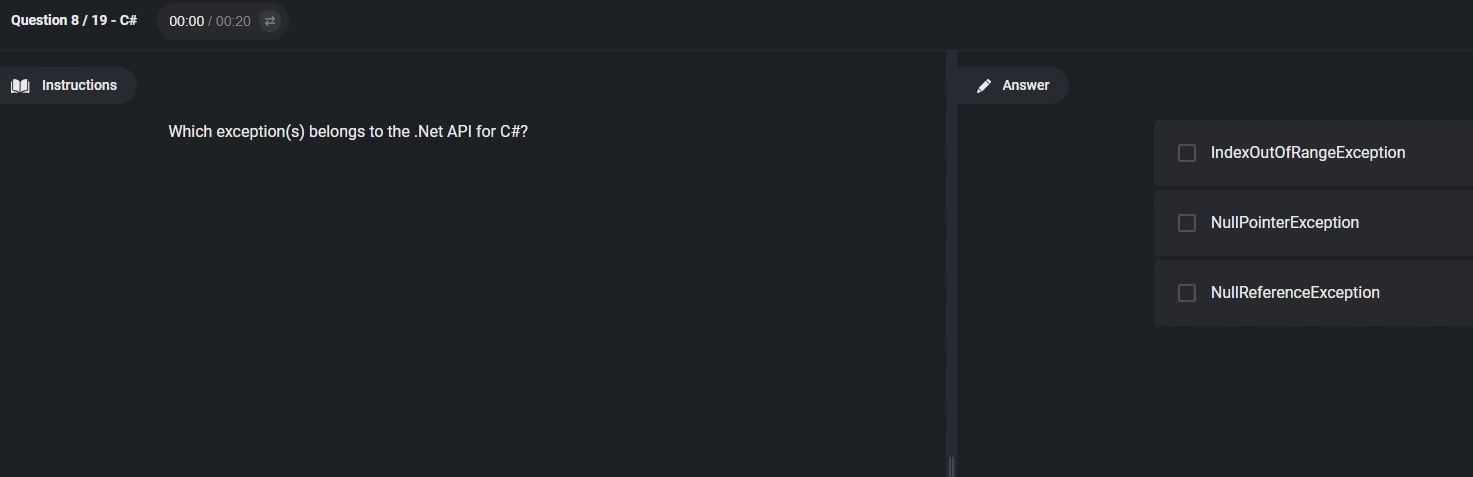 Question 8 / 19 - C#
00:00 / 00:20
Instructions
Which exception(s) belongs to the .Net API for C#?
Answer
IndexOutOfRangeException
NullPointerException
NullReferenceException